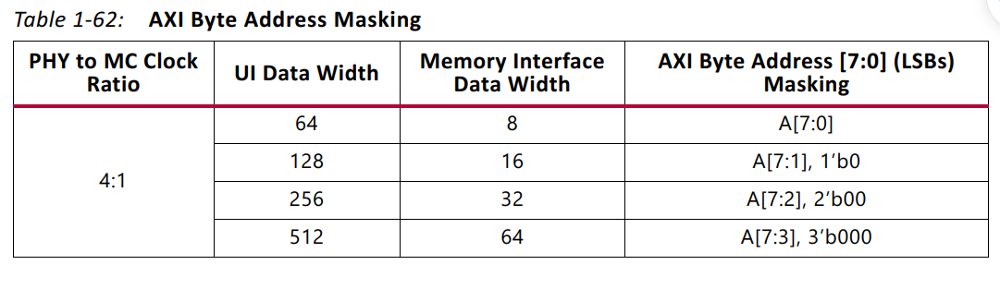 Table 1-62: AXI Byte Address Masking
PHY to MC Clock Ratio UI Data Width Memory Interface Data Width AXI Byte Address [7:0] (LSBs) Masking
4:1 64 8 A[7:0]
128 16 A[7:1], 1’b0
256 32 A[7:2], 2’b00
512 64 A[7:3], 3’b000